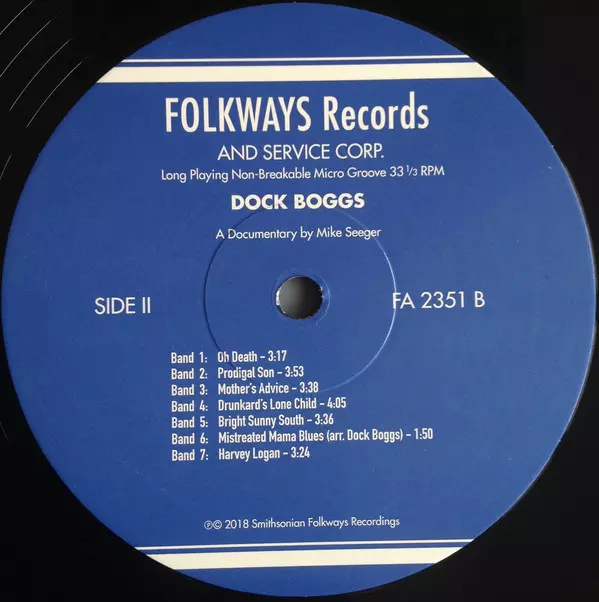 FOLKWAYS Records
AND SERVICE CORP.
Long Playing Non-Breakable Micro Groove 33 1/3 RPM
DOCK BOGGS
A Documentary by Mike Seeger
SIDE II
FA 2351 B
Band 1: Oh Death – 3:17
Band 2: Prodigal Son – 3:53
Band 3: Mother's Advice – 3:38
Band 4: Drunkard's Lone Child – 4:05
Band 5: Bright Sunny South – 3:36
Band 6: Mistreated Mama Blues (arr. Dock Boggs) – 1:50
Band 7: Harvey Logan – 3:24
℗© 2018 Smithsonian Folkways Recordings